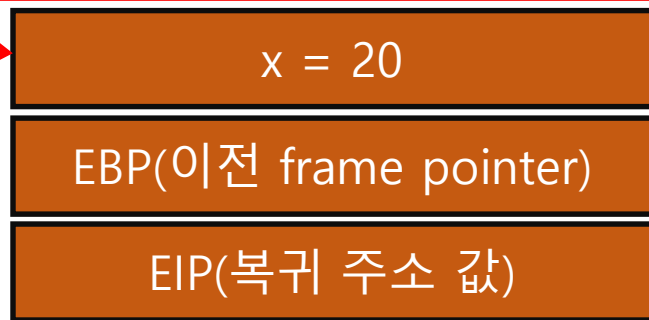 x = 20
EBP(이전 frame pointer)
EIP(복귀 주소 값)